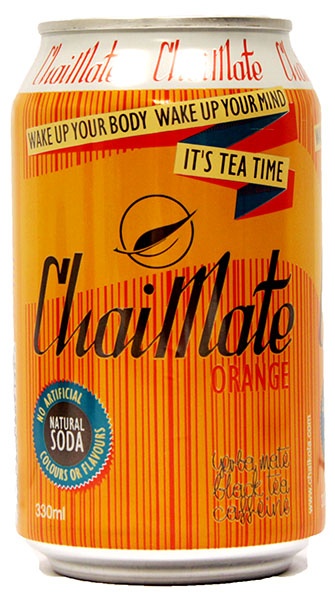 ChaiMate ChaiMate
WAKE UP YOUR BODY WAKE UP YOUR MIND
IT'S TEA TIME
ChaiMate
ORANGE
NO ARTIFICIAL
NATURAL
SODA
COLOURS OR FLAVOURS
yerba mate
black tea
caffeine
330ml